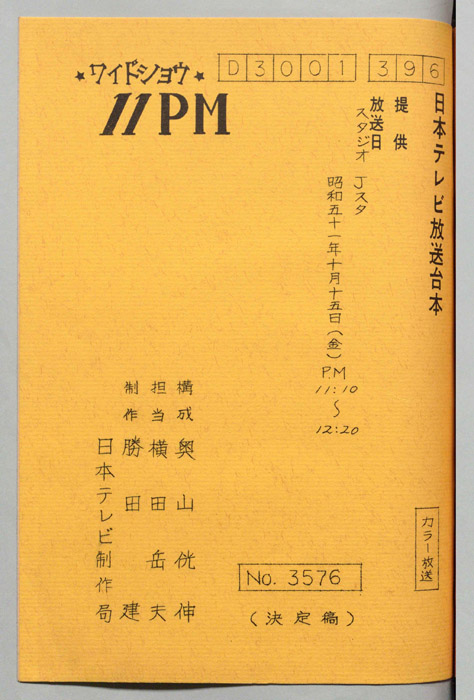 ★ワイドショウ★
11PM
D3001 396
日本テレビ放送台本
提供
放送日
スタジオ Jスタ
昭和五十一年十月十五日(金)
P.M
11:10
〜
12:20
カラー放送
構成 奥山侊伸
担当 横田岳夫
制作 勝田建
日本テレビ制作局
No. 3576
(決定稿)